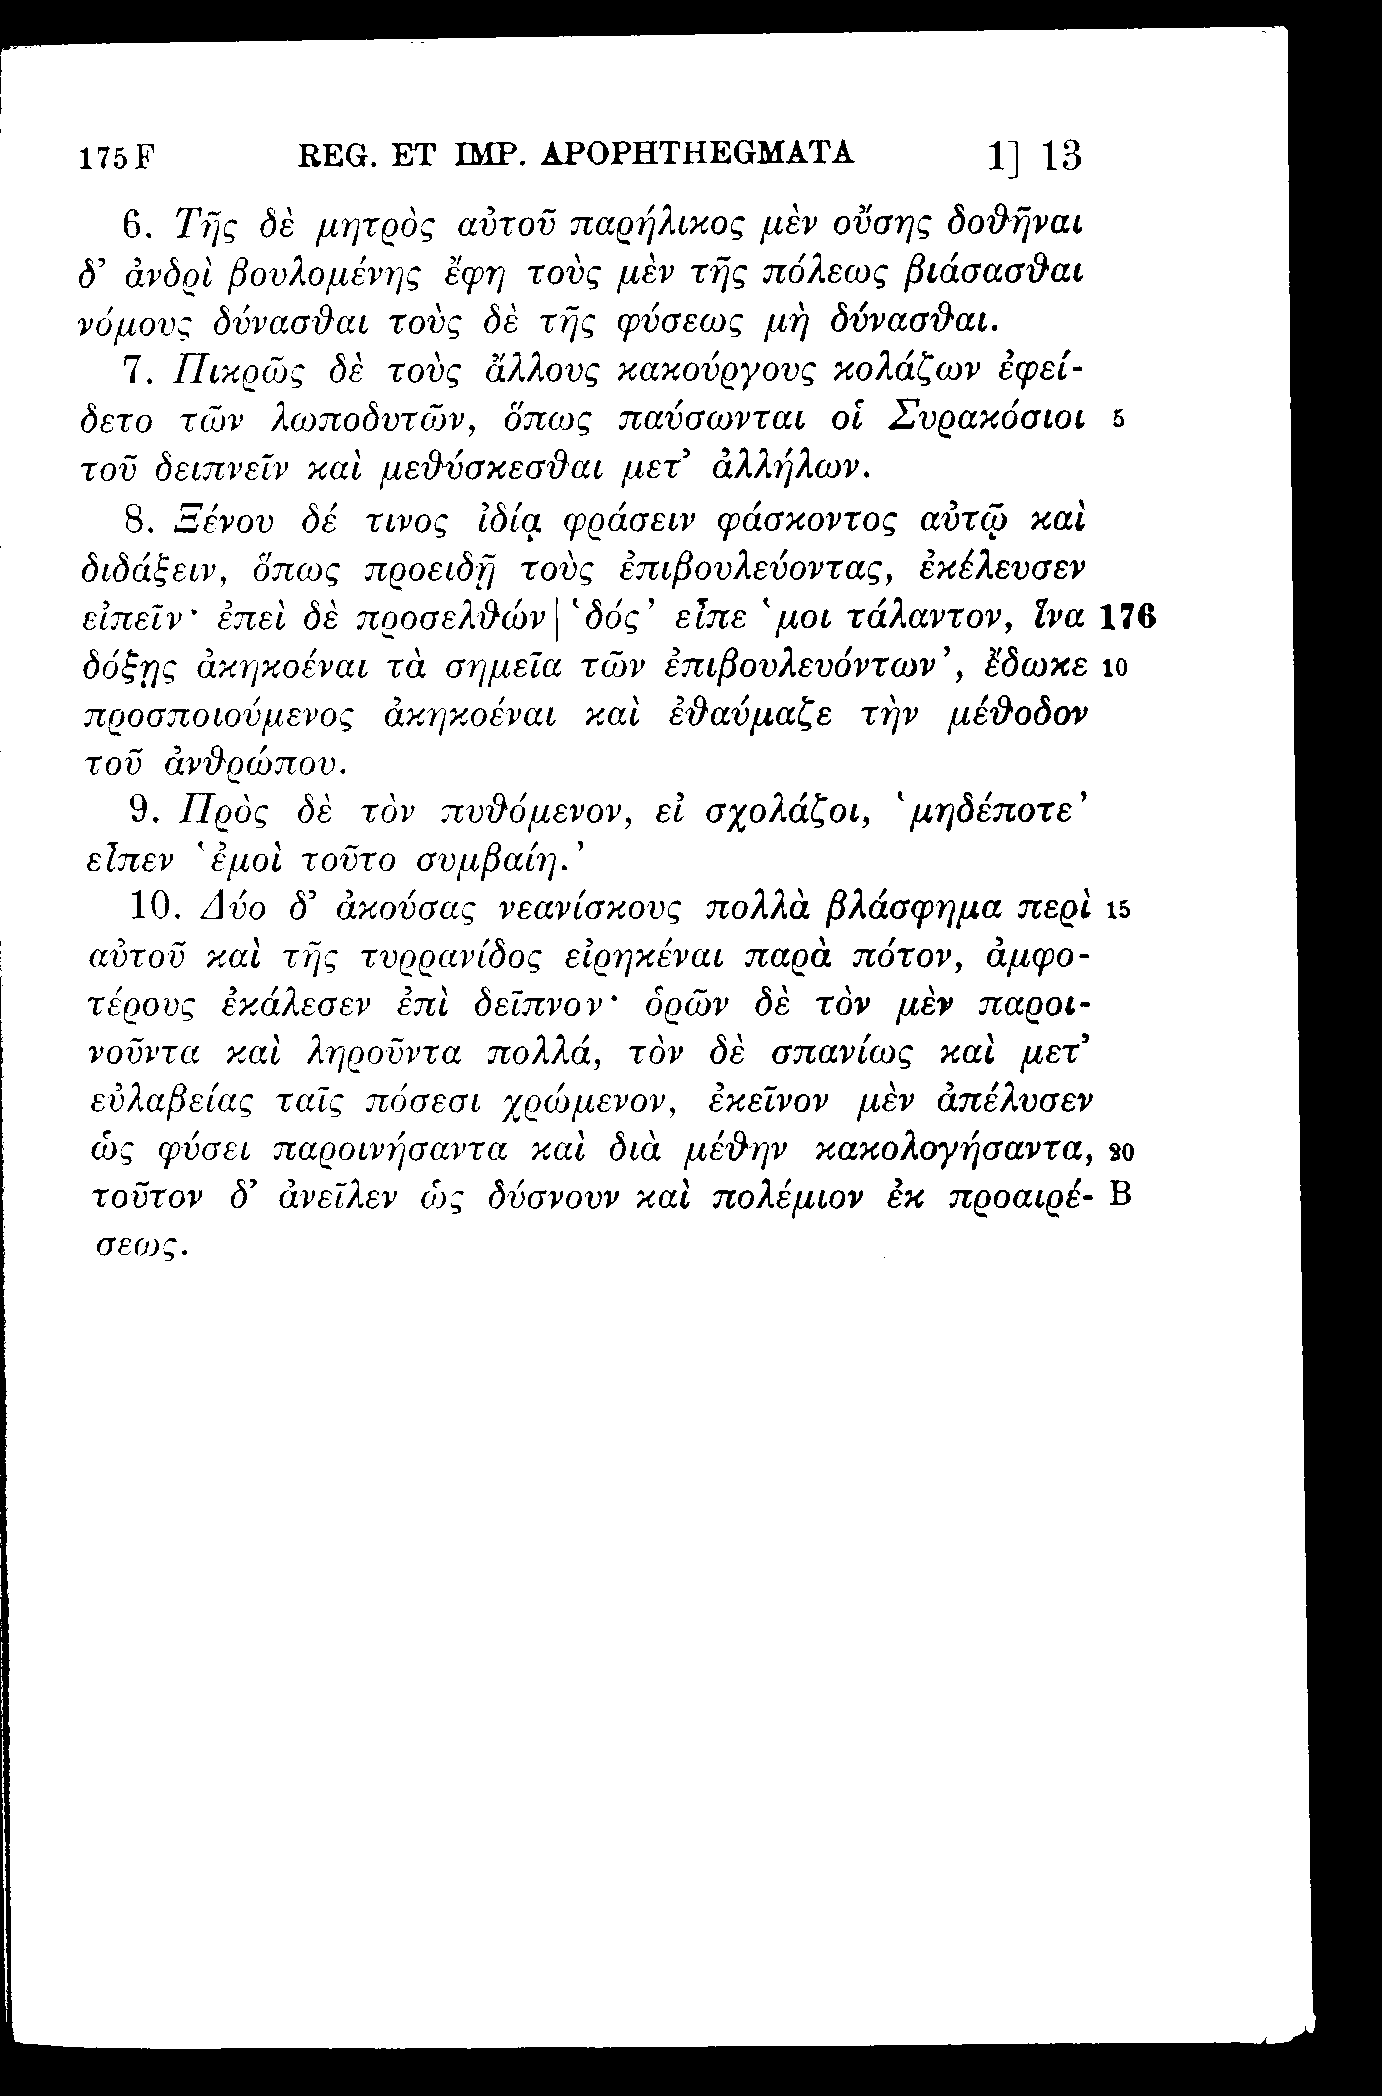 175 F REG. ET IMP. APOPHTHEGMATA 1] 13
6. Τῆς δὲ μητρὸς αὐτοῦ παρήλικος μὲν οὔσης δοθῆναι
δ’ ἀνδρὶ βουλομένης ἔφη τοὺς μὲν τῆς πόλεως βιάσασθαι
νόμους δύνασθαι τοὺς δὲ τῆς φύσεως μὴ δύνασθαι.
7. Πικρῶς δὲ τοὺς ἄλλους κακούργους κολάζων ἐφεί-
δετο τῶν λωποδυτῶν, ὅπως παύσωνται οἱ Συρακόσιοι 5
τοῦ δειπνεῖν καὶ μεθύσκεσθαι μετ’ ἀλλήλων.
8. Ξένου δέ τινος ἰδίᾳ φράσειν φάσκοντος αὐτῷ καὶ
διδάξειν, ὅπως προειδῇ τοὺς ἐπιβουλεύοντας, ἐκέλευσεν
εἰπεῖν· ἐπεὶ δὲ προσελθών | ‘δός’ εἶπε ‘μοι τάλαντον, ἵνα 176
δόξῃς ἀκηκοέναι τὰ σημεῖα τῶν ἐπιβουλευόντων’, ἔδωκε 10
προσποιούμενος ἀκηκοέναι καὶ ἐθαύμαζε τὴν μέθοδον
τοῦ ἀνθρώπου.
9. Πρὸς δὲ τὸν πυθόμενον, εἰ σχολάζοι, ‘μηδέποτε’
εἶπεν ‘ἐμοὶ τοῦτο συμβαίη.’
10. Δύο δ’ ἀκούσας νεανίσκους πολλὰ βλάσφημα περὶ 15
αὐτοῦ καὶ τῆς τυρρανίδος εἰρηκέναι παρὰ πότον, ἀμφο-
τέρους ἐκάλεσεν ἐπὶ δεῖπνον· ὁρῶν δὲ τὸν μὲν παροι-
νοῦντα καὶ ληροῦντα πολλά, τὸν δὲ σπανίως καὶ μετ’
εὐλαβείας ταῖς πόσεσι χρώμενον, ἐκεῖνον μὲν ἀπέλυσεν
ὡς φύσει παροινήσαντα καὶ διὰ μέθην κακολογήσαντα, 20
τοῦτον δ’ ἀνεῖλεν ὡς δύσνουν καὶ πολέμιον ἐκ προαιρέ- B
σεως.